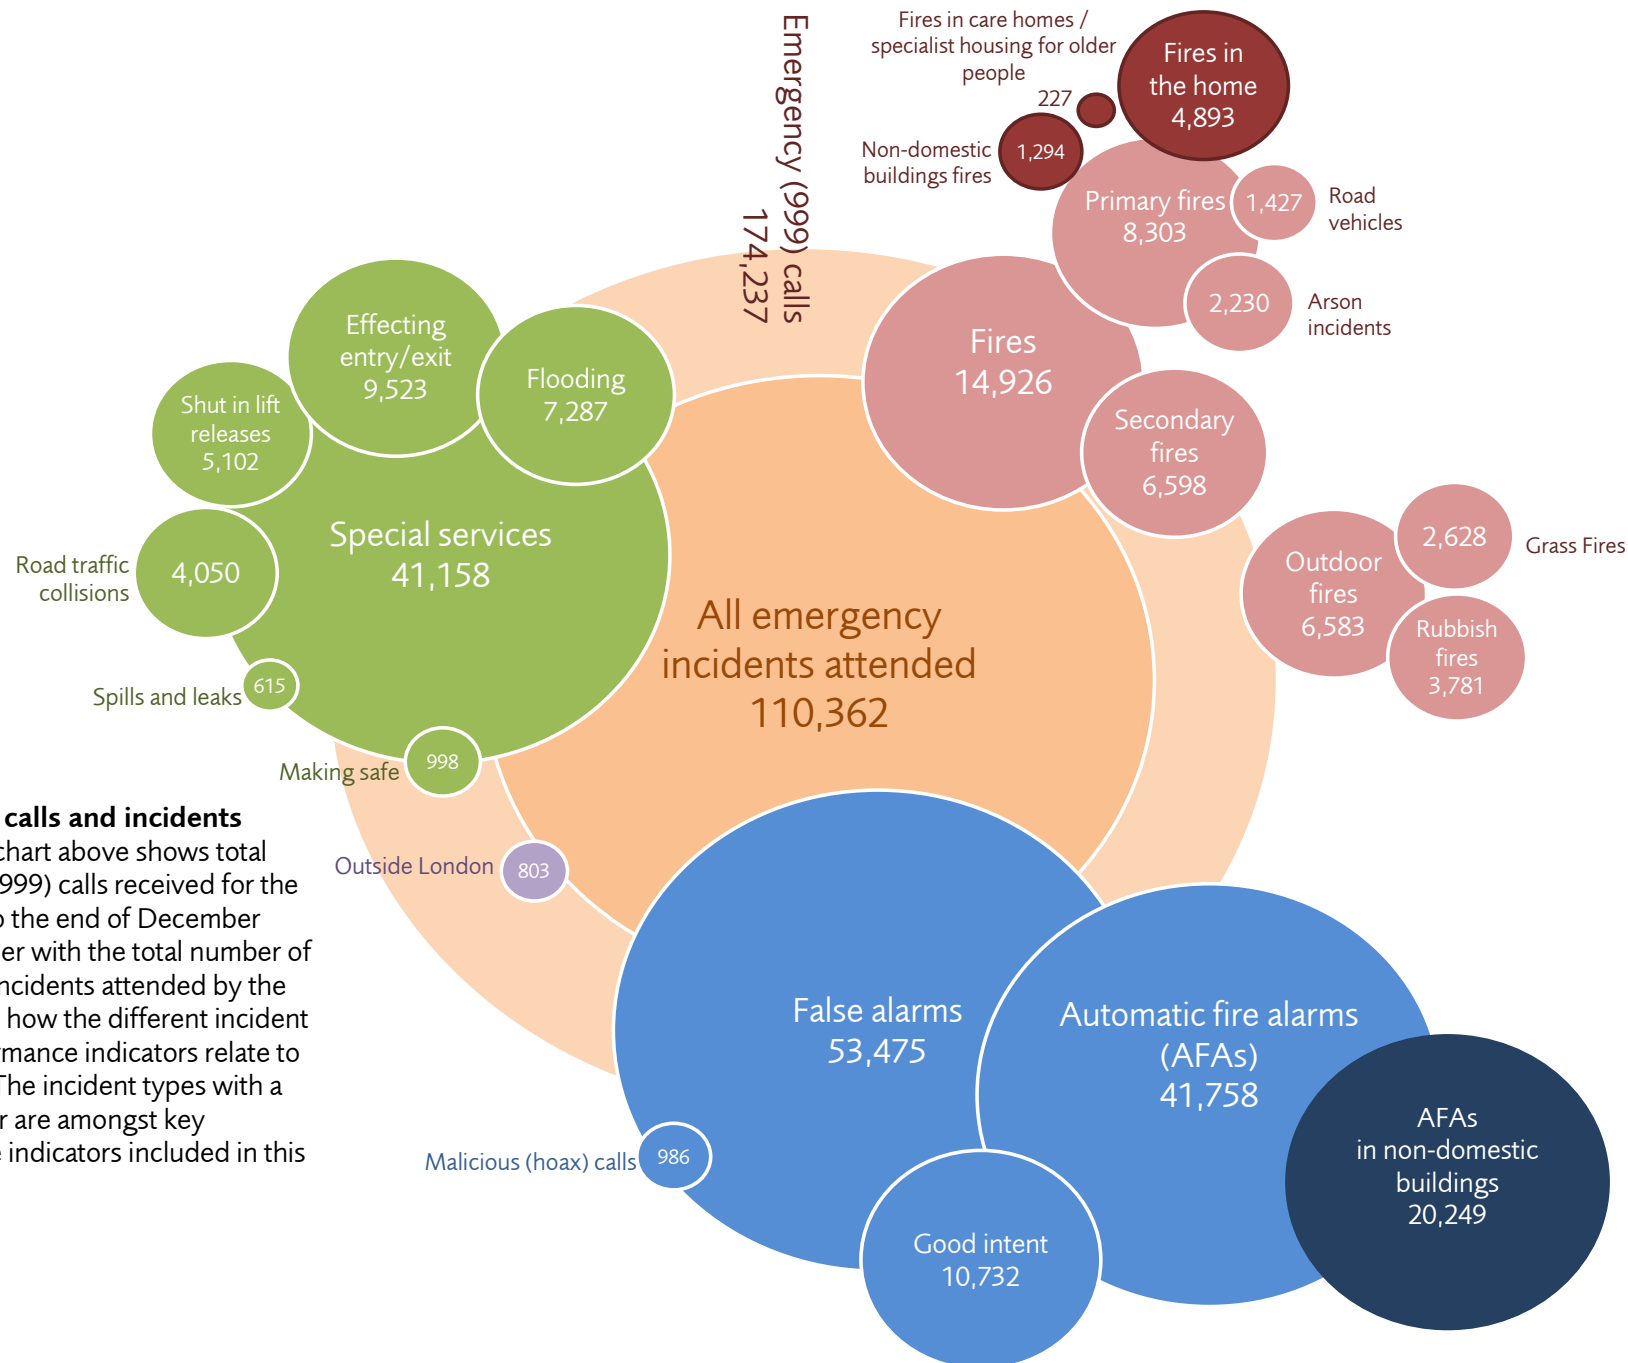 Emergency (999) calls
174,237
Fires in care homes /
specialist housing for older
people
227
Fires in
the home
4,893
Non-domestic
buildings fires
1,294
Primary fires
8,303
1,427
Road
vehicles
2,230
Arson
incidents
Fires
14,926
Secondary
fires
6,598
Outdoor
fires
6,583
2,628
Grass Fires
Rubbish
fires
3,781
Effecting
entry/exit
9,523
Flooding
7,287
Shut in lift
releases
5,102
Special services
41,158
Road traffic
collisions
4,050
Spills and leaks
615
Making safe
998
All emergency
incidents attended
110,362
Outside London
803
calls and incidents
chart above shows total
999) calls received for the
o the end of December
er with the total number of
ncidents attended by the
how the different incident
rmance indicators relate to
The incident types with a
r are amongst key
e indicators included in this
False alarms
53,475
Automatic fire alarms
(AFAs)
41,758
AFAs
in non-domestic
buildings
20,249
Malicious (hoax) calls
986
Good intent
10,732